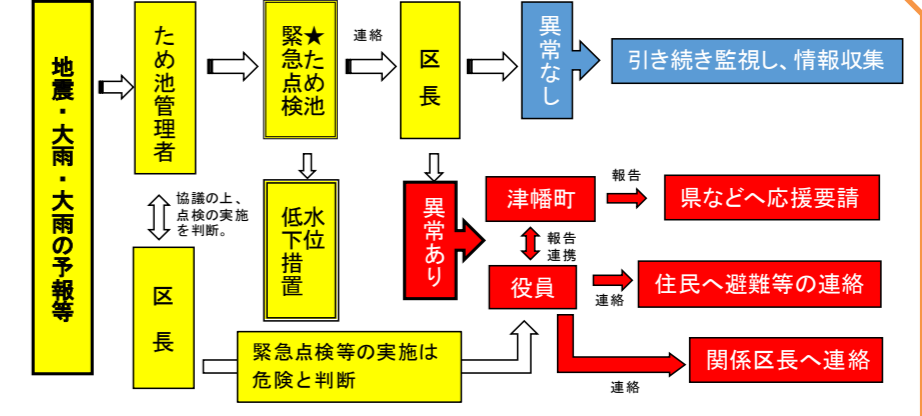 地震・大雨・大雨の予報等
ため池管理者
★ため池
緊急点検
連絡
区長
異常なし
引き続き監視し、情報収集
協議の上、
点検の実施
を判断。
区長
水位
低下措置
異常あり
津幡町
報告
県などへ応援要請
報告
連携
役員
連絡
住民へ避難等の連絡
緊急点検等の実施は
危険と判断
連絡
関係区長へ連絡